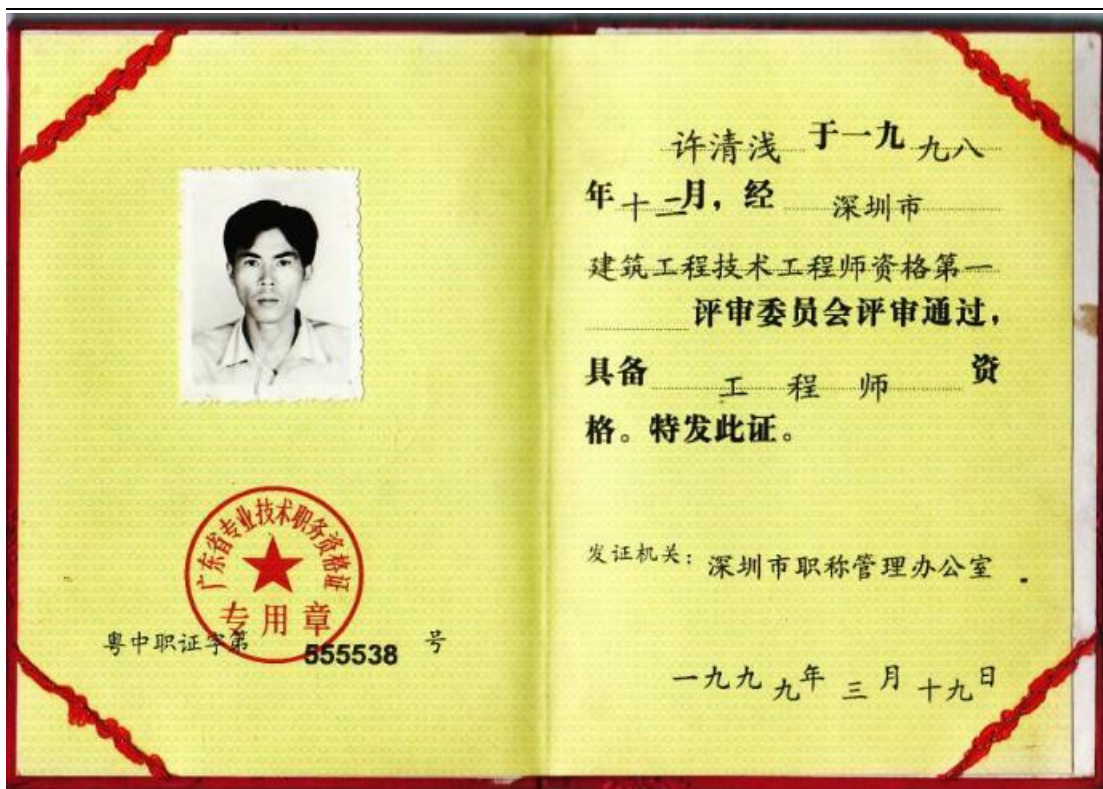 广东省专业技术职务资格证
专用章
粤中职证字第 555538 号
许清浅 于一九九八
年十二月，经 深圳市
建筑工程技术工程师资格第一
评审委员会评审通过，
具备 工程师 资
格。特发此证。
发证机关：深圳市职称管理办公室
一九九九年三月十九日